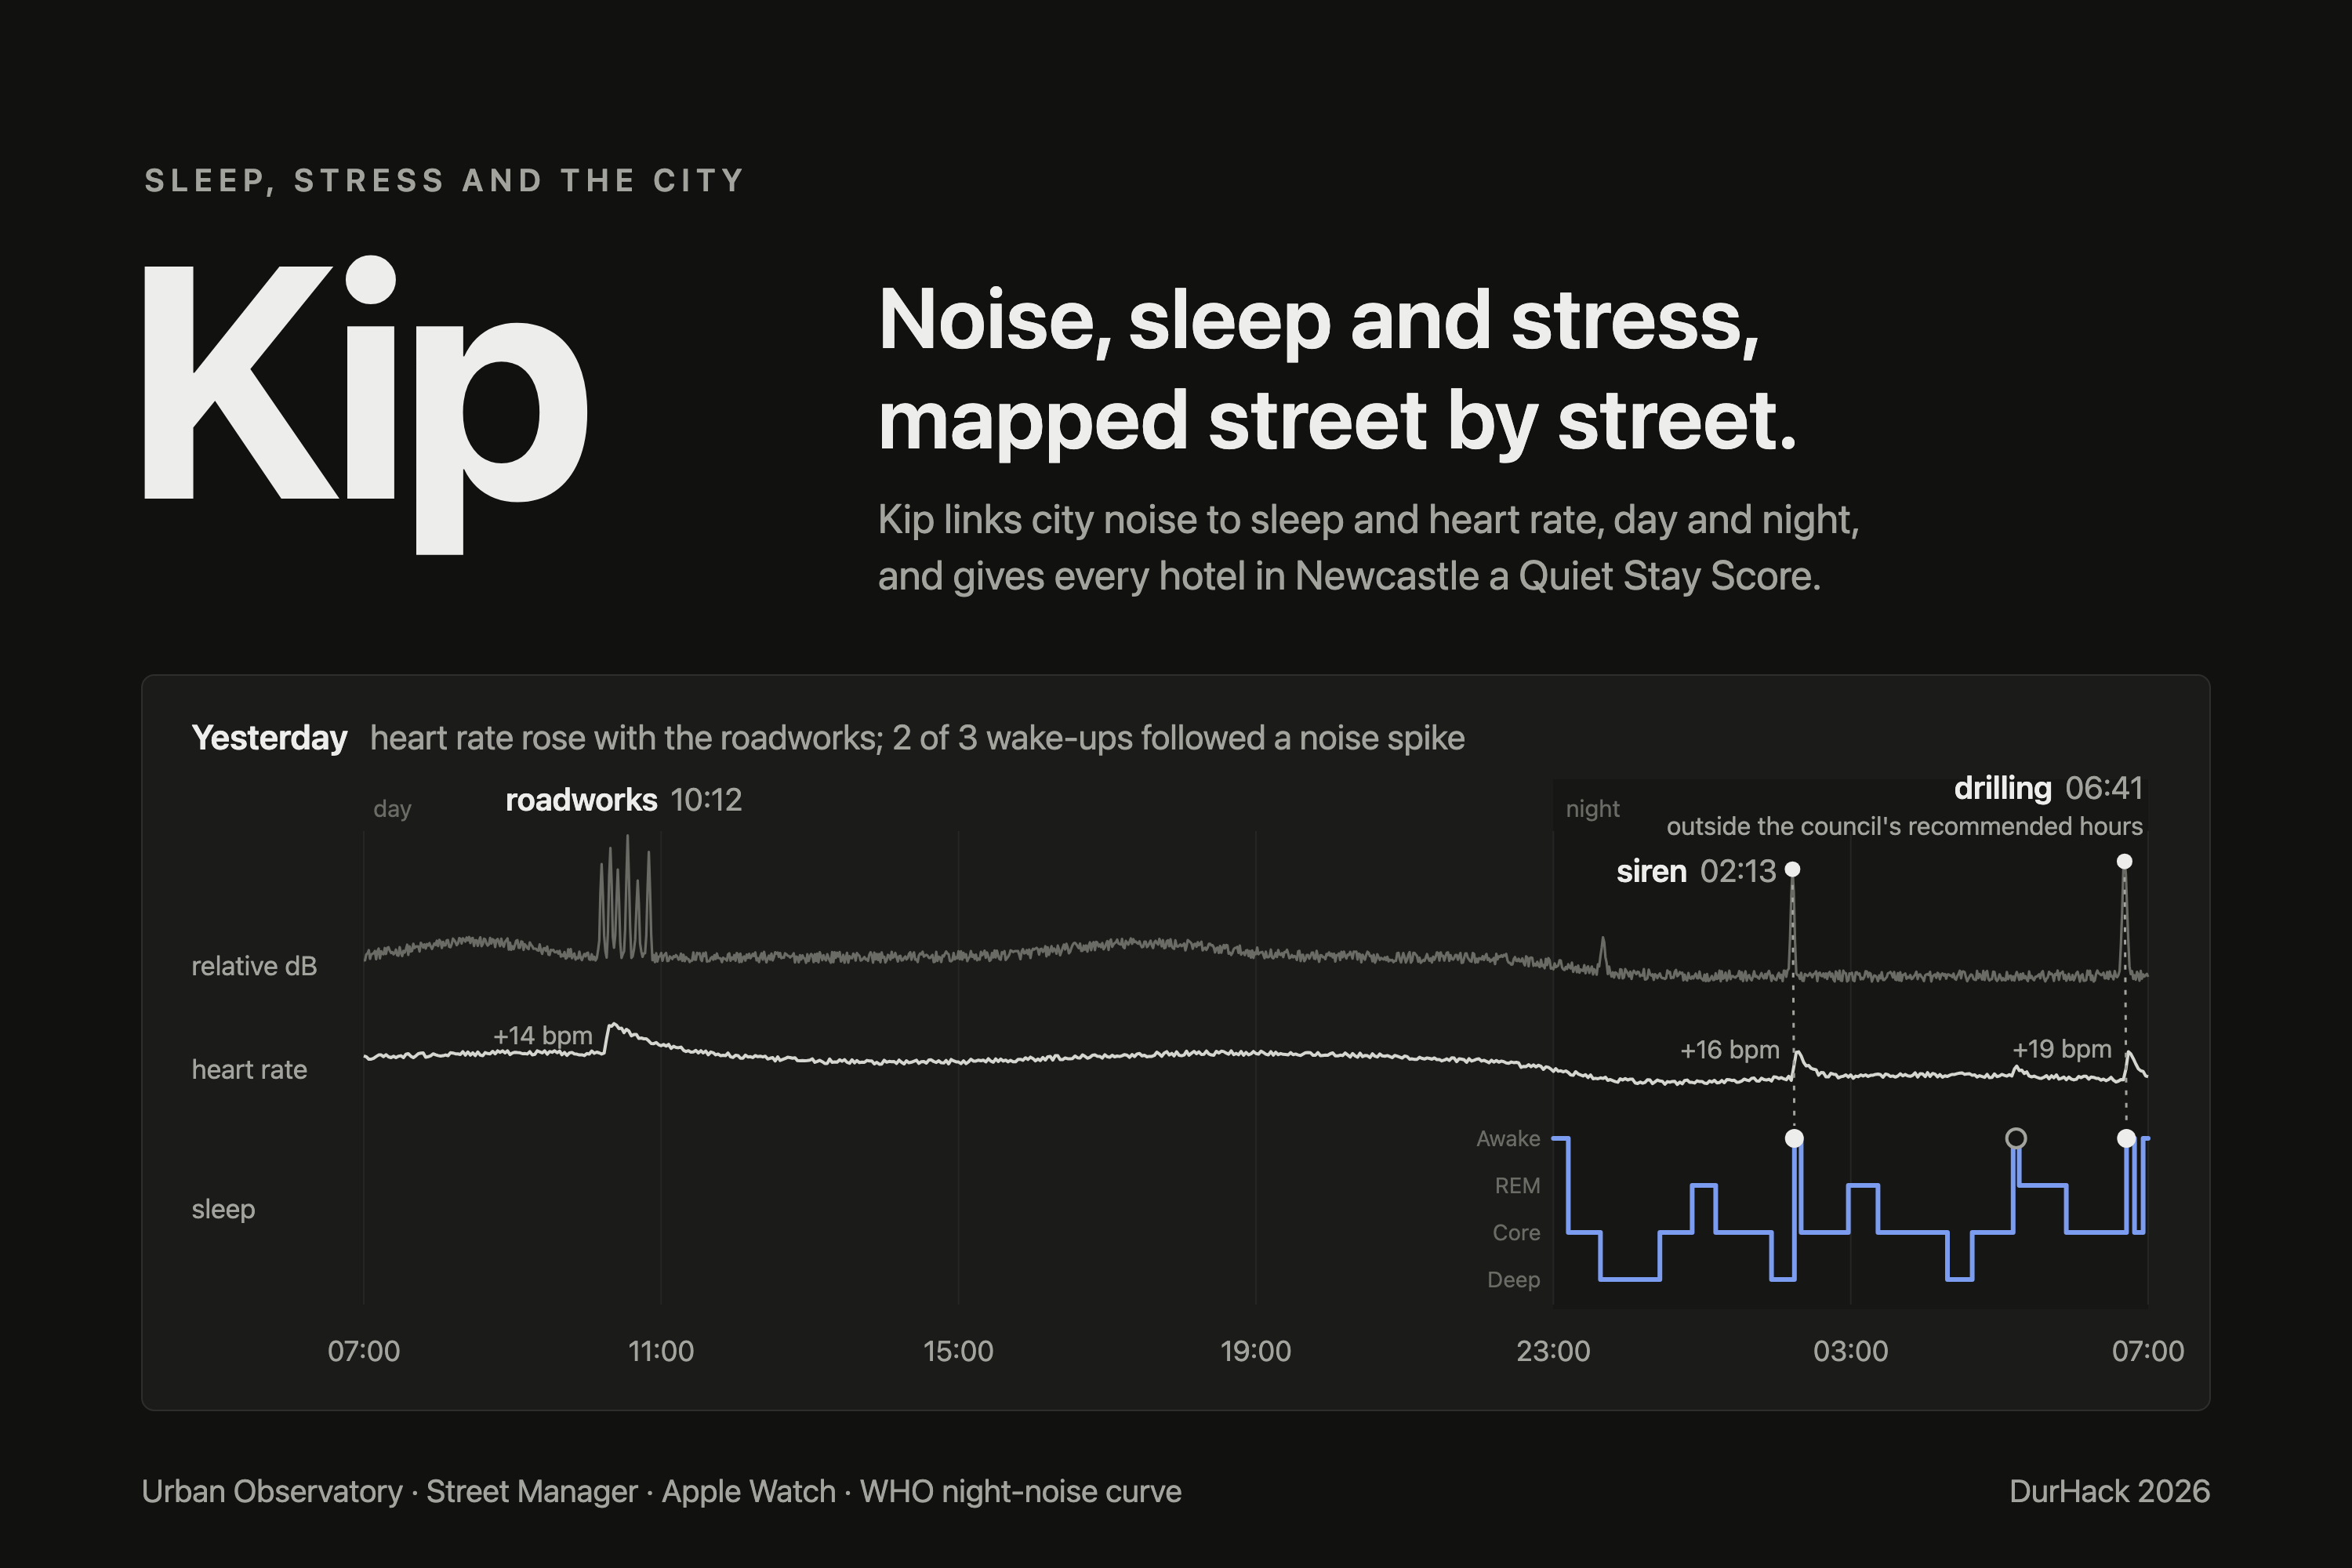 SLEEP, STRESS AND THE CITY
Kip
Noise, sleep and stress,
mapped street by street.
Kip links city noise to sleep and heart rate, day and night,
and gives every hotel in Newcastle a Quiet Stay Score.
Yesterday heart rate rose with the roadworks; 2 of 3 wake-ups followed a noise spike
day
roadworks 10:12
night
drilling 06:41
outside the council's recommended hours
siren 02:13
relative dB
+14 bpm
+16 bpm
+19 bpm
heart rate
Awake
REM
sleep
Core
Deep
07:00 11:00 15:00 19:00 23:00 03:00 07:00
Urban Observatory · Street Manager · Apple Watch · WHO night-noise curve
DurHack 2026